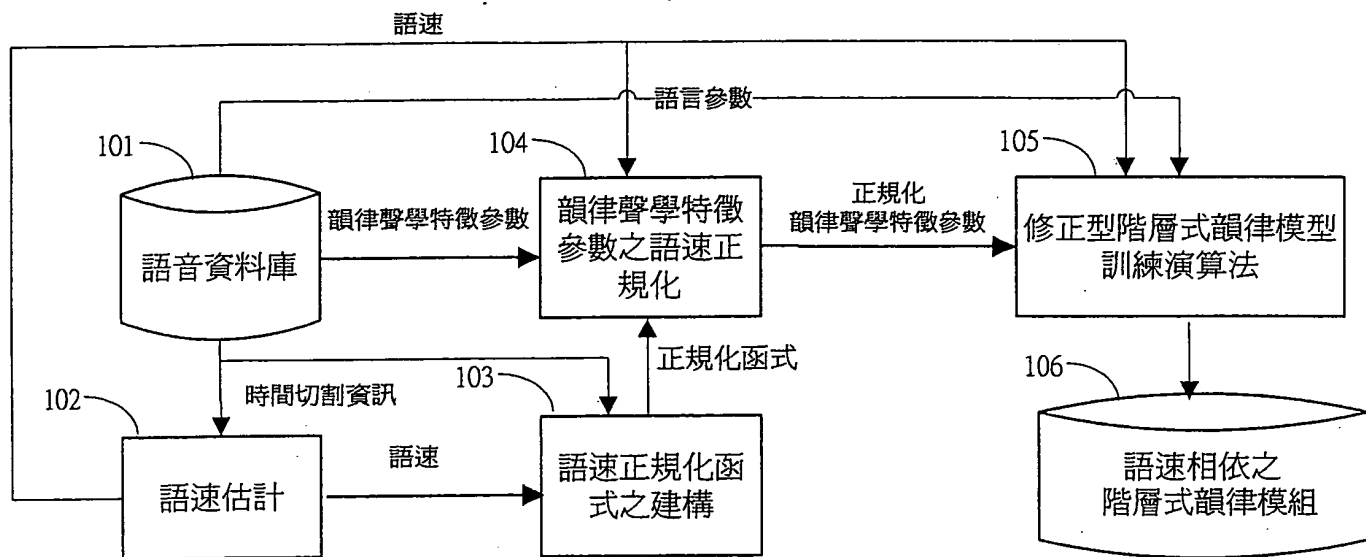 語速
語言參數
101
104
105
韻律聲學特徵參數
韻律聲學特徵
參數之語速正
規化
正規化
韻律聲學特徵參數
修正型階層式韻律模型
訓練演算法
語音資料庫
正規化函式
時間切割資訊
102
103
106
語速
語速估計
語速正規化函
式之建構
語速相依之
階層式韻律模組